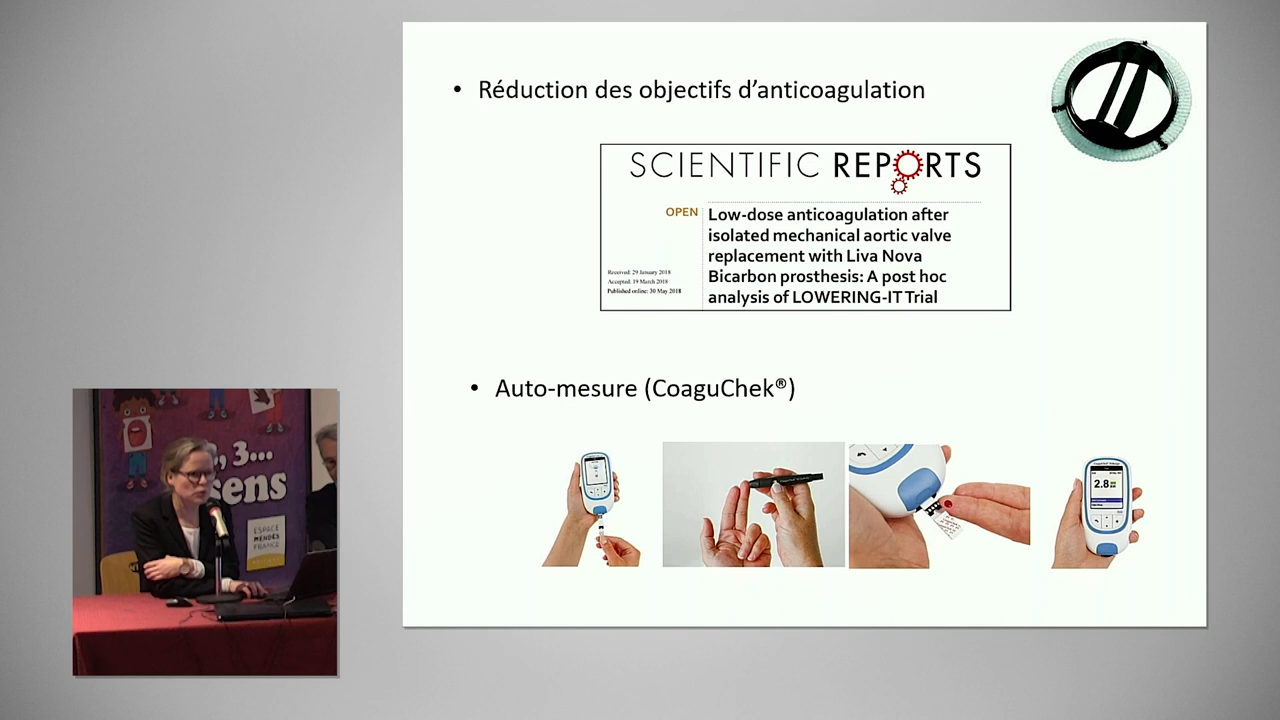 • Réduction des objectifs d’anticoagulation
SCIENTIFIC REPORTS
OPEN
Low-dose anticoagulation after
isolated mechanical aortic valve
replacement with Liva Nova
Bicarbon prosthesis: A post hoc
analysis of LOWERING-IT Trial
Received: 29 January 2018
Accepted: 19 March 2018
Published online: 30 May 2018
• Auto-mesure (CoaguChek®)
2.8
, 3...
sens
ESPACE
MENDÈS
FRANCE